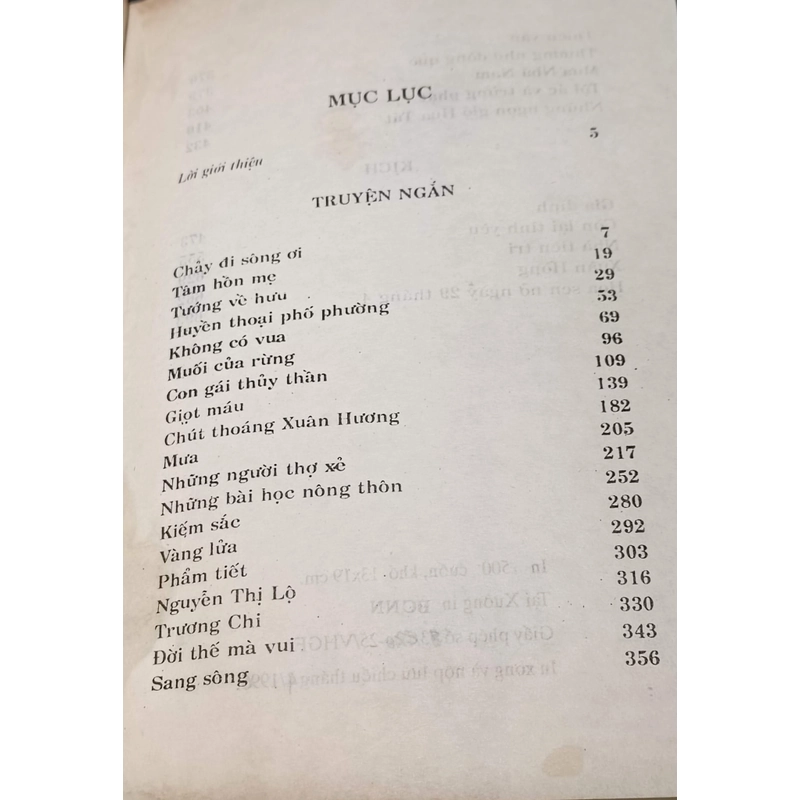 MỤC LỤC
Lời giới thiệu 5
TRUYỆN NGẮN
Chảy đi sông ơi 7
Tâm hồn mẹ 19
Tướng về hưu 29
Huyền thoại phố phường 53
Không có vua 69
Muối của rừng 96
Con gái thủy thần 109
Giọt máu 139
Chút thoáng Xuân Hương 182
Mưa 205
Những người thợ xẻ 217
Những bài học nông thôn 252
Kiếm sắc 280
Vàng lửa 292
Phẩm tiết 303
Nguyễn Thị Lộ 316
Trương Chi 330
Đời thế mà vui 343
Sang sông 356